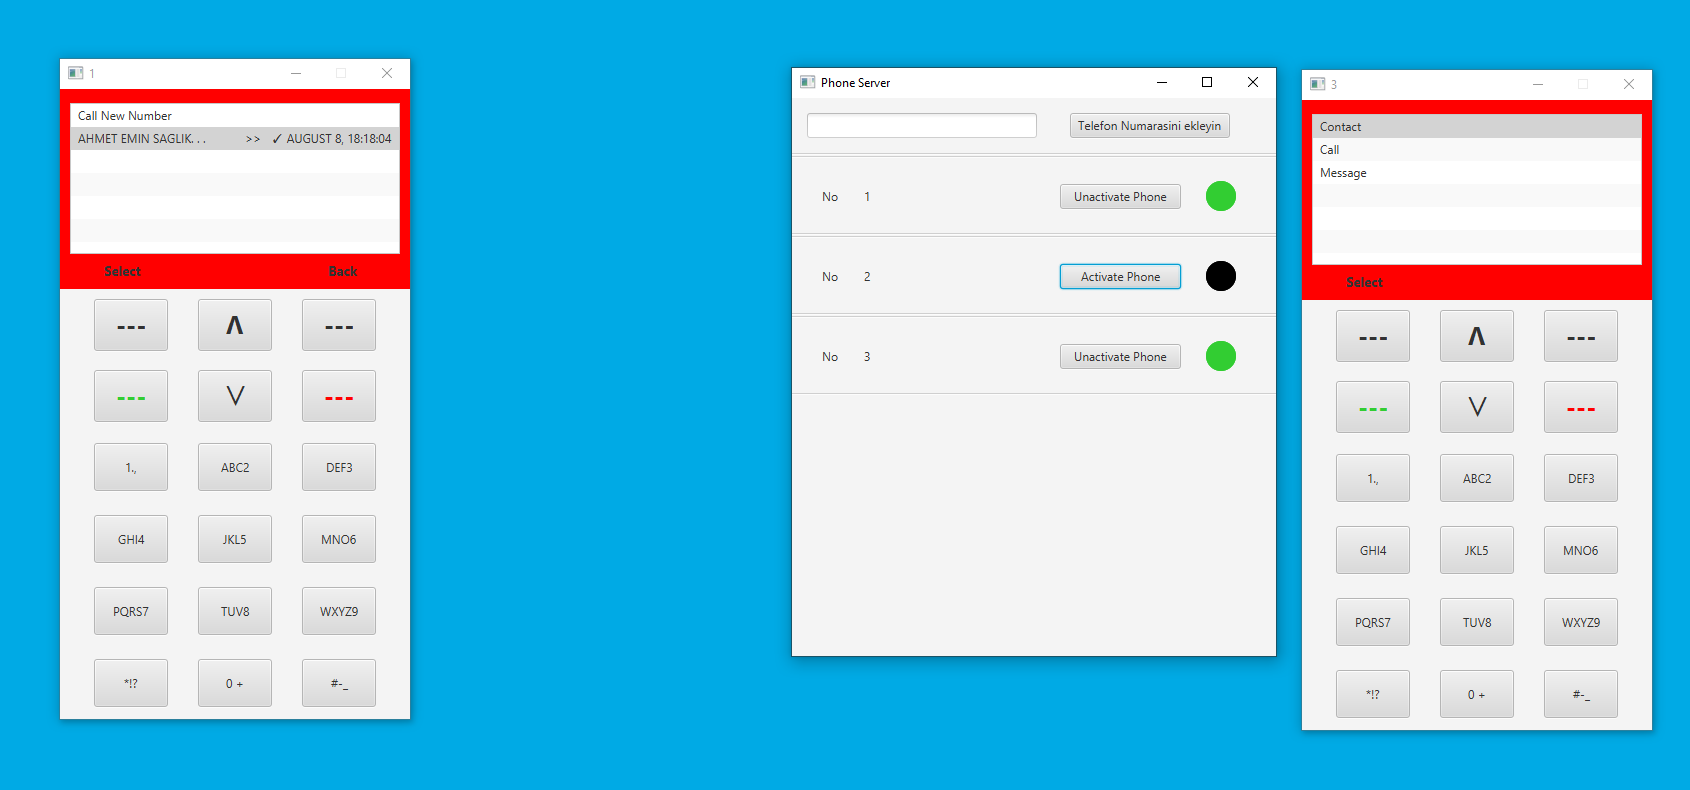 1
Call New Number
AHMET EMIN SAGLIK. . . >> ✓ AUGUST 8, 18:18:04
Select Back
--- Λ ---
--- V ---
1., ABC2 DEF3
GHI4 JKL5 MNO6
PQRS7 TUV8 WXYZ9
*!? 0 + #-_
Phone Server
Telefon Numarasini ekleyin
No 1 Unactivate Phone
No 2 Activate Phone
No 3 Unactivate Phone
3
Contact
Call
Message
Select
--- Λ ---
--- V ---
1., ABC2 DEF3
GHI4 JKL5 MNO6
PQRS7 TUV8 WXYZ9
*!? 0 + #-_